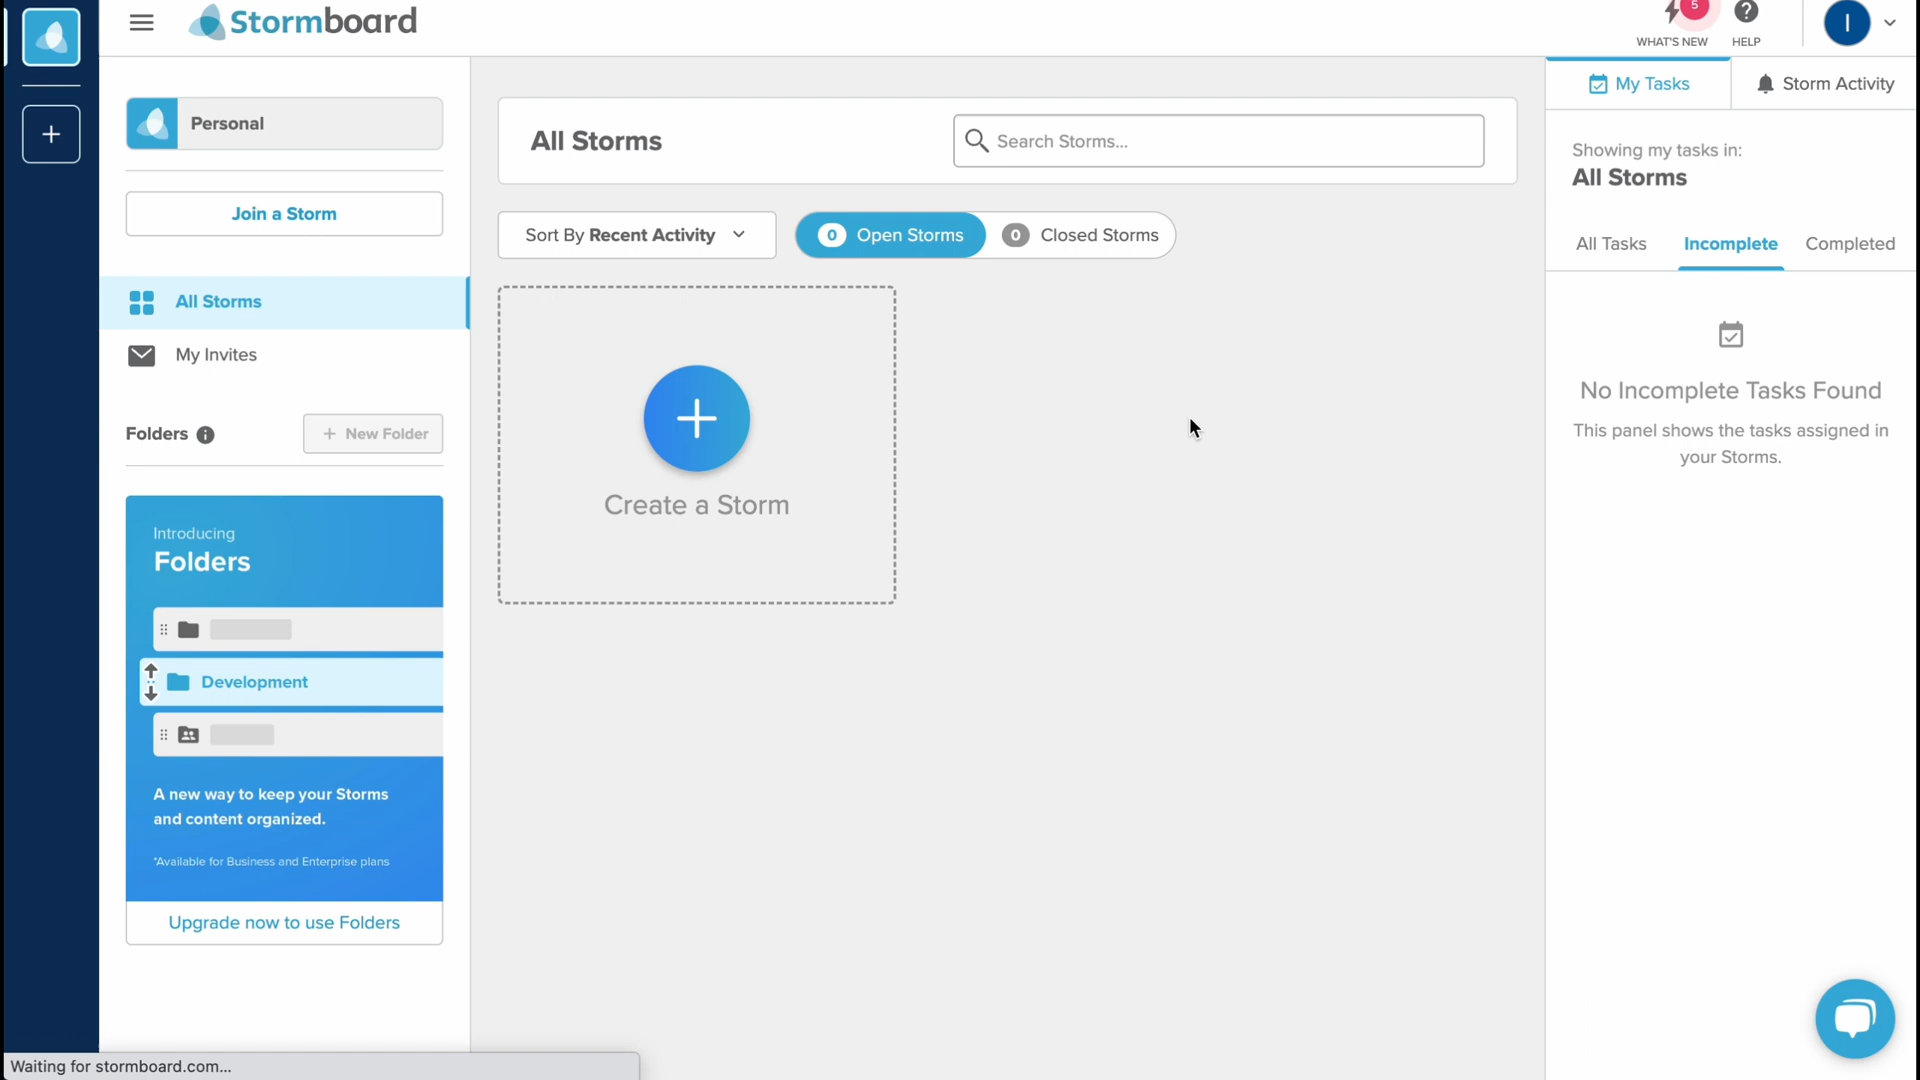 Stormboard
5
WHAT'S NEW
HELP
I
Personal
Join a Storm
All Storms
My Invites
Folders
+ New Folder
Introducing
Folders
Development
A new way to keep your Storms
and content organized.
*Available for Business and Enterprise plans
Upgrade now to use Folders
All Storms
Search Storms...
Sort By Recent Activity
0 Open Storms
0 Closed Storms
Create a Storm
My Tasks
Storm Activity
Showing my tasks in:
All Storms
All Tasks
Incomplete
Completed
No Incomplete Tasks Found
This panel shows the tasks assigned in
your Storms.
Waiting for stormboard.com...